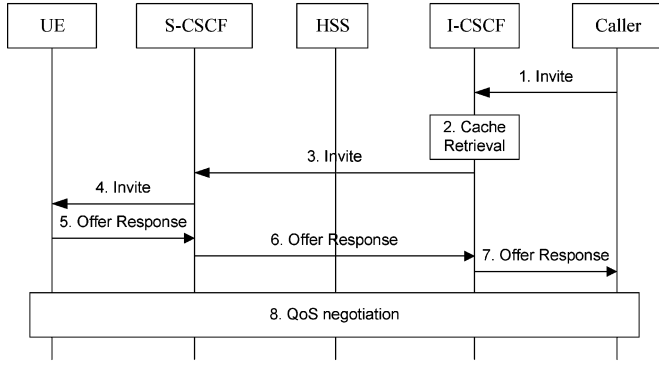 UE
S-CSCF
HSS
I-CSCF
Caller
1. Invite
2. Cache
Retrieval
3. Invite
4. Invite
5. Offer Response
6. Offer Response
7. Offer Response
8. QoS negotiation